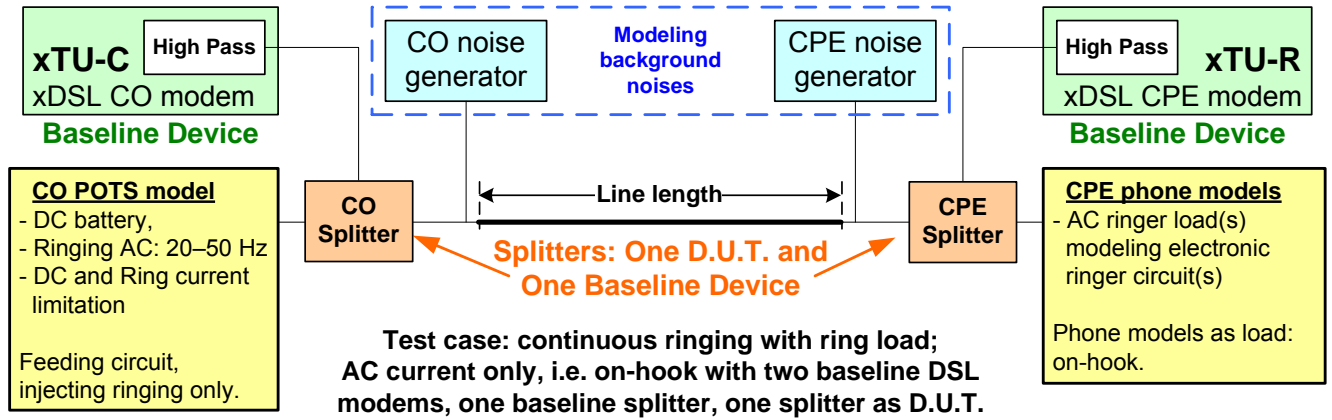 High Pass
xTU-C
xDSL CO modem
Baseline Device
CO noise
generator
Modeling
background
noises
CPE noise
generator
High Pass
xTU-R
xDSL CPE modem
Baseline Device
CO POTS model
- DC battery,
- Ringing AC: 20–50 Hz
- DC and Ring current
limitation
Feeding circuit,
injecting ringing only.
CO
Splitter
Line length
Splitters: One D.U.T. and
One Baseline Device
CPE
Splitter
CPE phone models
- AC ringer load(s)
modeling electronic
ringer circuit(s)
Phone models as load:
on-hook.
Test case: continuous ringing with ring load;
AC current only, i.e. on-hook with two baseline DSL
modems, one baseline splitter, one splitter as D.U.T.